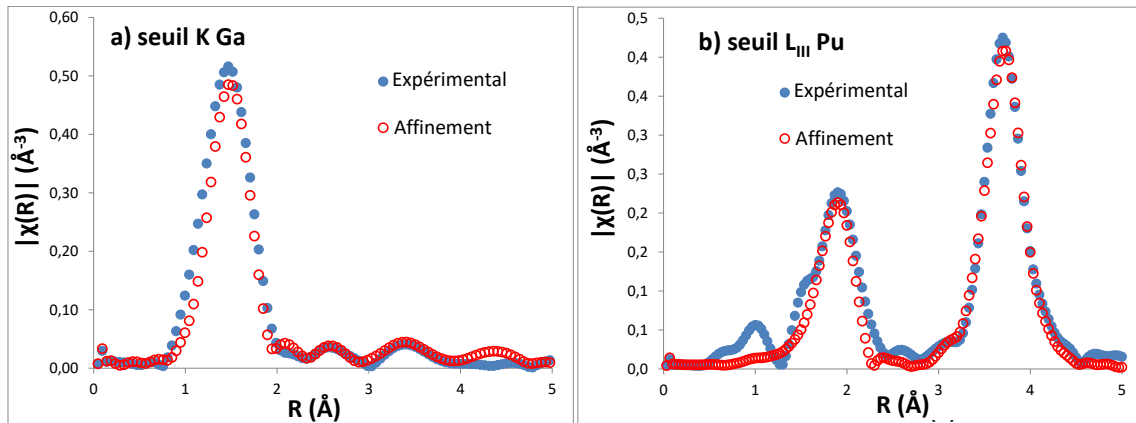 a) seuil K Ga
Expérimental
Affinement
|χ(R)| (Å⁻³)
0,60
0,50
0,40
0,30
0,20
0,10
0,00
0 1 2 3 4 5
R (Å)
b) seuil L_III Pu
Expérimental
Affinement
|χ(R)| (Å⁻³)
0,5
0,4
0,4
0,3
0,3
0,2
0,2
0,1
0,1
0,0
0 1 2 3 4 5
R (Å)